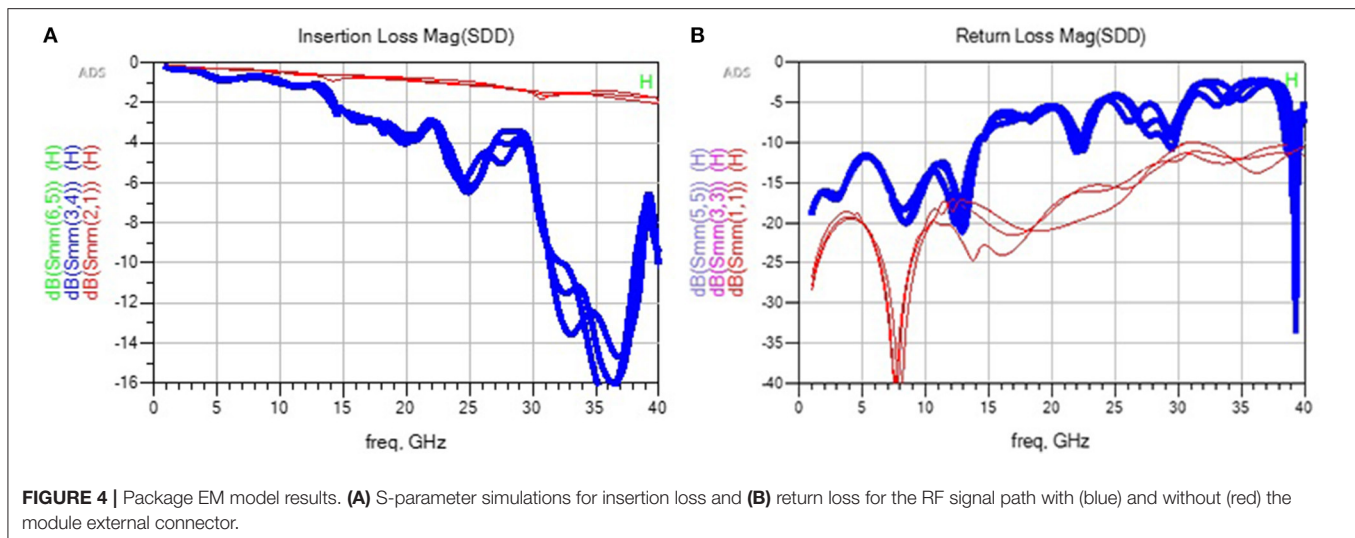 A
Insertion Loss Mag(SDD)
ADS
H
dB(Smm(6,5)) (H)
dB(Smm(3,4)) (H)
dB(Smm(2,1)) (H)
0
-2
-4
-6
-8
-10
-12
-14
-16
0 5 10 15 20 25 30 35 40
freq, GHz
B
Return Loss Mag(SDD)
ADS
H
dB(Smm(5,5)) (H)
dB(Smm(3,3)) (H)
dB(Smm(1,1)) (H)
0
-5
-10
-15
-20
-25
-30
-35
-40
0 5 10 15 20 25 30 35 40
freq, GHz
FIGURE 4 | Package EM model results. (A) S-parameter simulations for insertion loss and (B) return loss for the RF signal path with (blue) and without (red) the
module external connector.